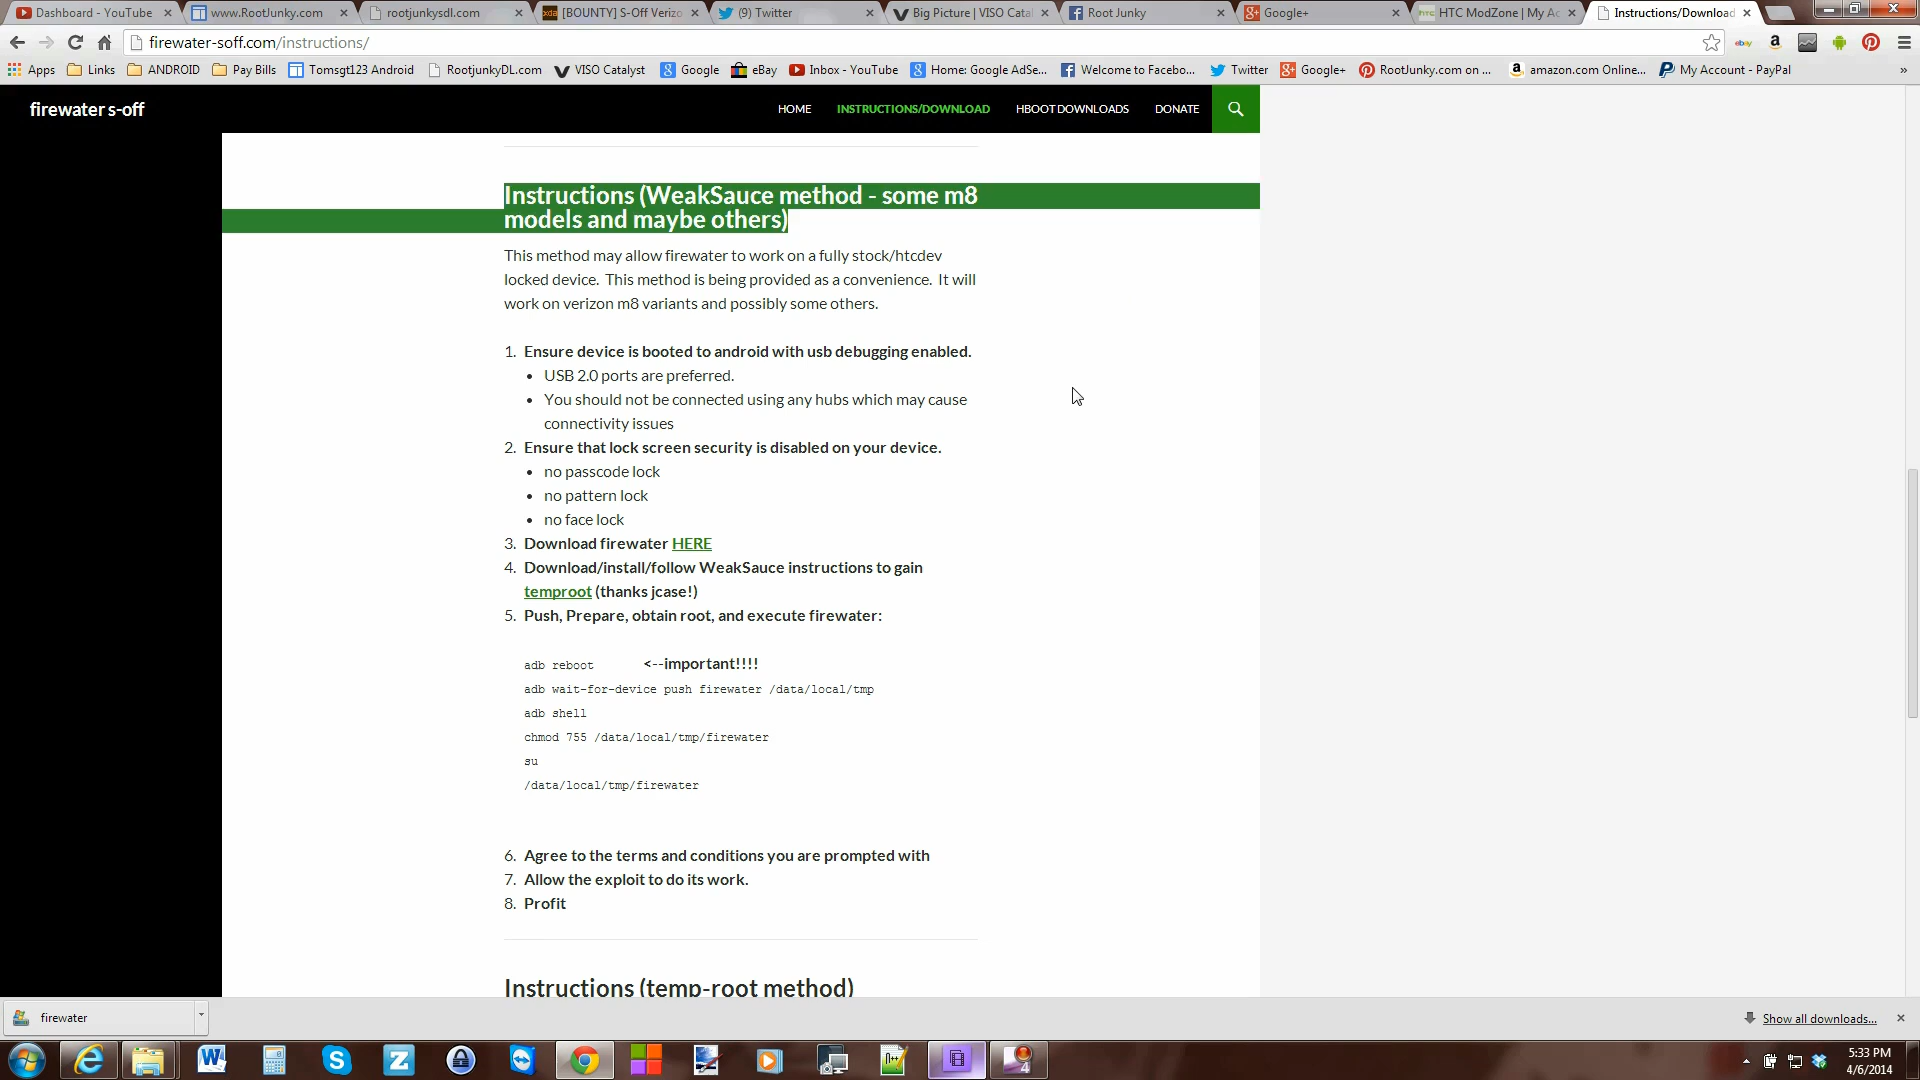 Dashboard - YouTube
www.RootJunky.com
rootjunkysdl.com
[BOUNTY] S-Off Verizo
(9) Twitter
Big Picture | VISO Catal
Root Junky
Google+
HTC ModZone | My Ac
Instructions/Download
firewater-soff.com/instructions/
Apps
Links
ANDROID
Pay Bills
Tomsgt123 Android
RootjunkyDL.com
VISO Catalyst
Google
eBay
Inbox - YouTube
Home: Google AdSe...
Welcome to Facebo...
Twitter
Google+
RootJunky.com on ...
amazon.com Online...
My Account - PayPal
»
firewater s-off
HOME
INSTRUCTIONS/DOWNLOAD
HBOOT DOWNLOADS
DONATE
Instructions (WeakSauce method - some m8
models and maybe others)
This method may allow firewater to work on a fully stock/htcdev
locked device.  This method is being provided as a convenience.  It will
work on verizon m8 variants and possibly some others.
1. Ensure device is booted to android with usb debugging enabled.
• USB 2.0 ports are preferred.
• You should not be connected using any hubs which may cause
connectivity issues
2. Ensure that lock screen security is disabled on your device.
• no passcode lock
• no pattern lock
• no face lock
3. Download firewater HERE
4. Download/install/follow WeakSauce instructions to gain
temproot (thanks jcase!)
5. Push, Prepare, obtain root, and execute firewater:
adb reboot <--important!!!!
adb wait-for-device push firewater /data/local/tmp
adb shell
chmod 755 /data/local/tmp/firewater
su
/data/local/tmp/firewater
6. Agree to the terms and conditions you are prompted with
7. Allow the exploit to do its work.
8. Profit
Instructions (temp-root method)
firewater
Show all downloads...
5:33 PM
4/6/2014